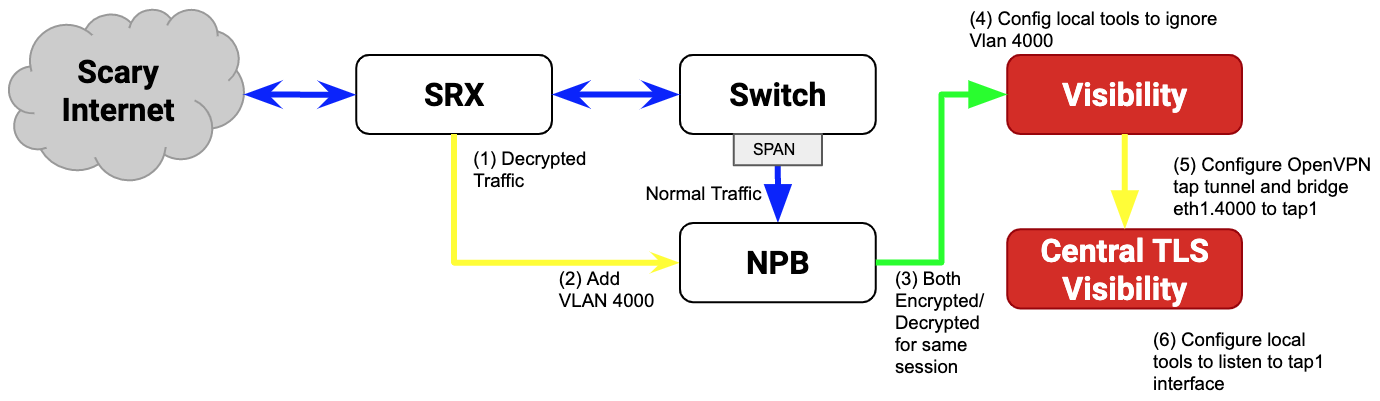 Scary
Internet
SRX
Switch
SPAN
(1) Decrypted
Traffic
Normal Traffic
NPB
(2) Add
VLAN 4000
(3) Both
Encrypted/
Decrypted
for same
session
(4) Config local tools to ignore
Vlan 4000
Visibility
(5) Configure OpenVPN
tap tunnel and bridge
eth1.4000 to tap1
Central TLS
Visibility
(6) Configure local
tools to listen to tap1
interface